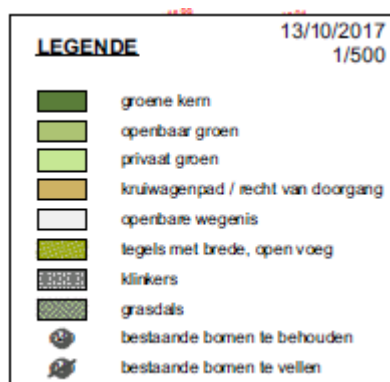 LEGENDE
13/10/2017
1/500
groene kern
openbaar groen
privaat groen
kruiwagenpad / recht van doorgang
openbare wegenis
tegels met brede, open voeg
klinkers
grasdals
bestaande bomen te behouden
bestaande bomen te vellen